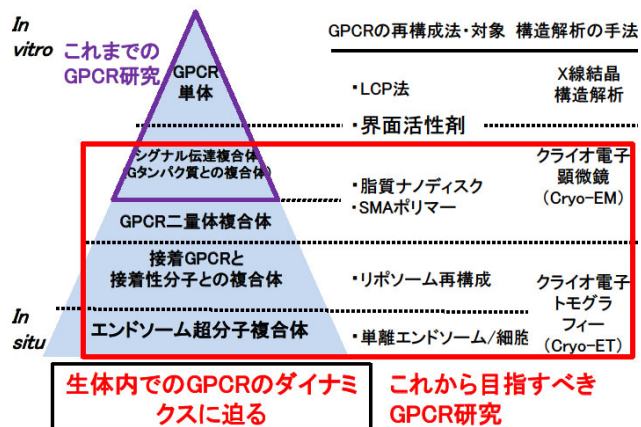 In
vitro
これまでの
GPCR研究
GPCR
単体
シグナル伝達複合体
(Gタンパク質との複合体)
GPCR二量体複合体
接着GPCRと
接着性分子との複合体
エンドソーム超分子複合体
In
situ
GPCRの再構成法・対象 構造解析の手法
・LCP法
X線結晶
構造解析
・界面活性剤
・脂質ナノディスク
・SMAポリマー
クライオ電子
顕微鏡
(Cryo-EM)
・リポソーム再構成
・単離エンドソーム/細胞
クライオ電子
トモグラ
フィー
(Cryo-ET)
生体内でのGPCRのダイナミ
クスに迫る
これから目指すべき
GPCR研究